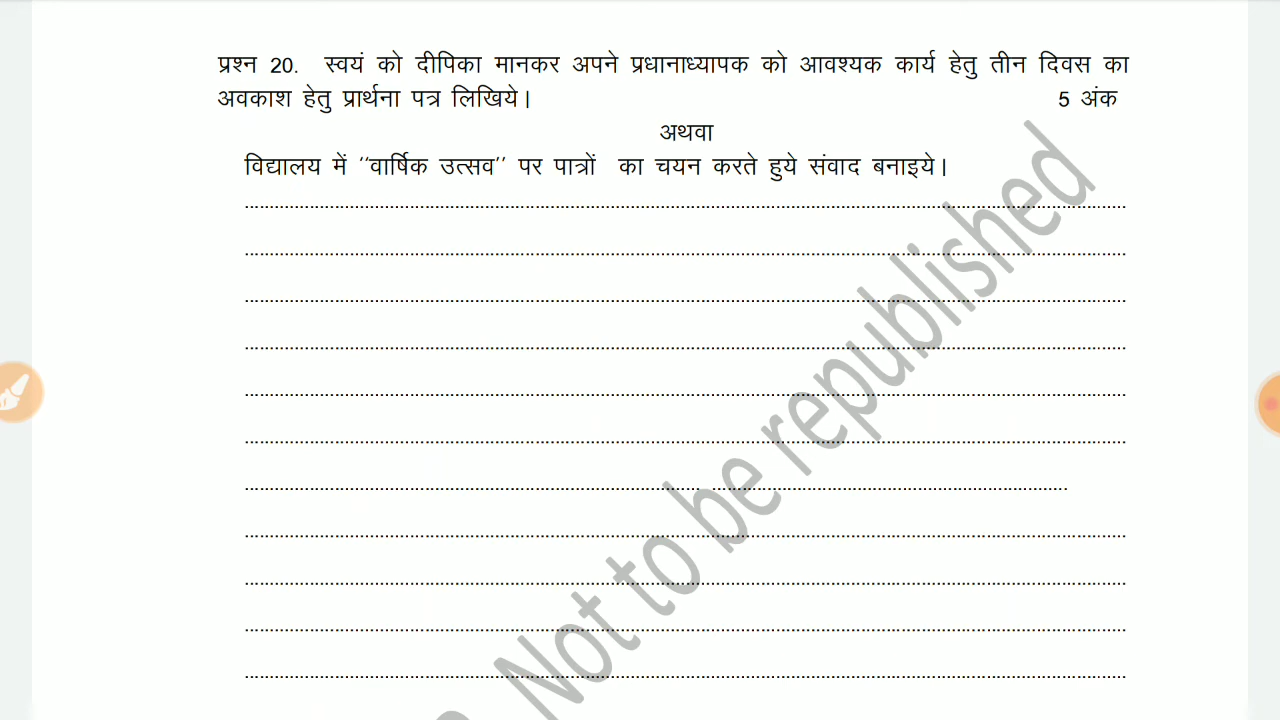 प्रश्न 20. स्वयं को दीपिका मानकर अपने प्रधानाध्यापक को आवश्यक कार्य हेतु तीन दिवस का
अवकाश हेतु प्रार्थना पत्र लिखिये। 5 अंक
अथवा
विद्यालय में ′′वार्षिक उत्सव′′ पर पात्रों का चयन करते हुये संवाद बनाइये।
Not to be republished